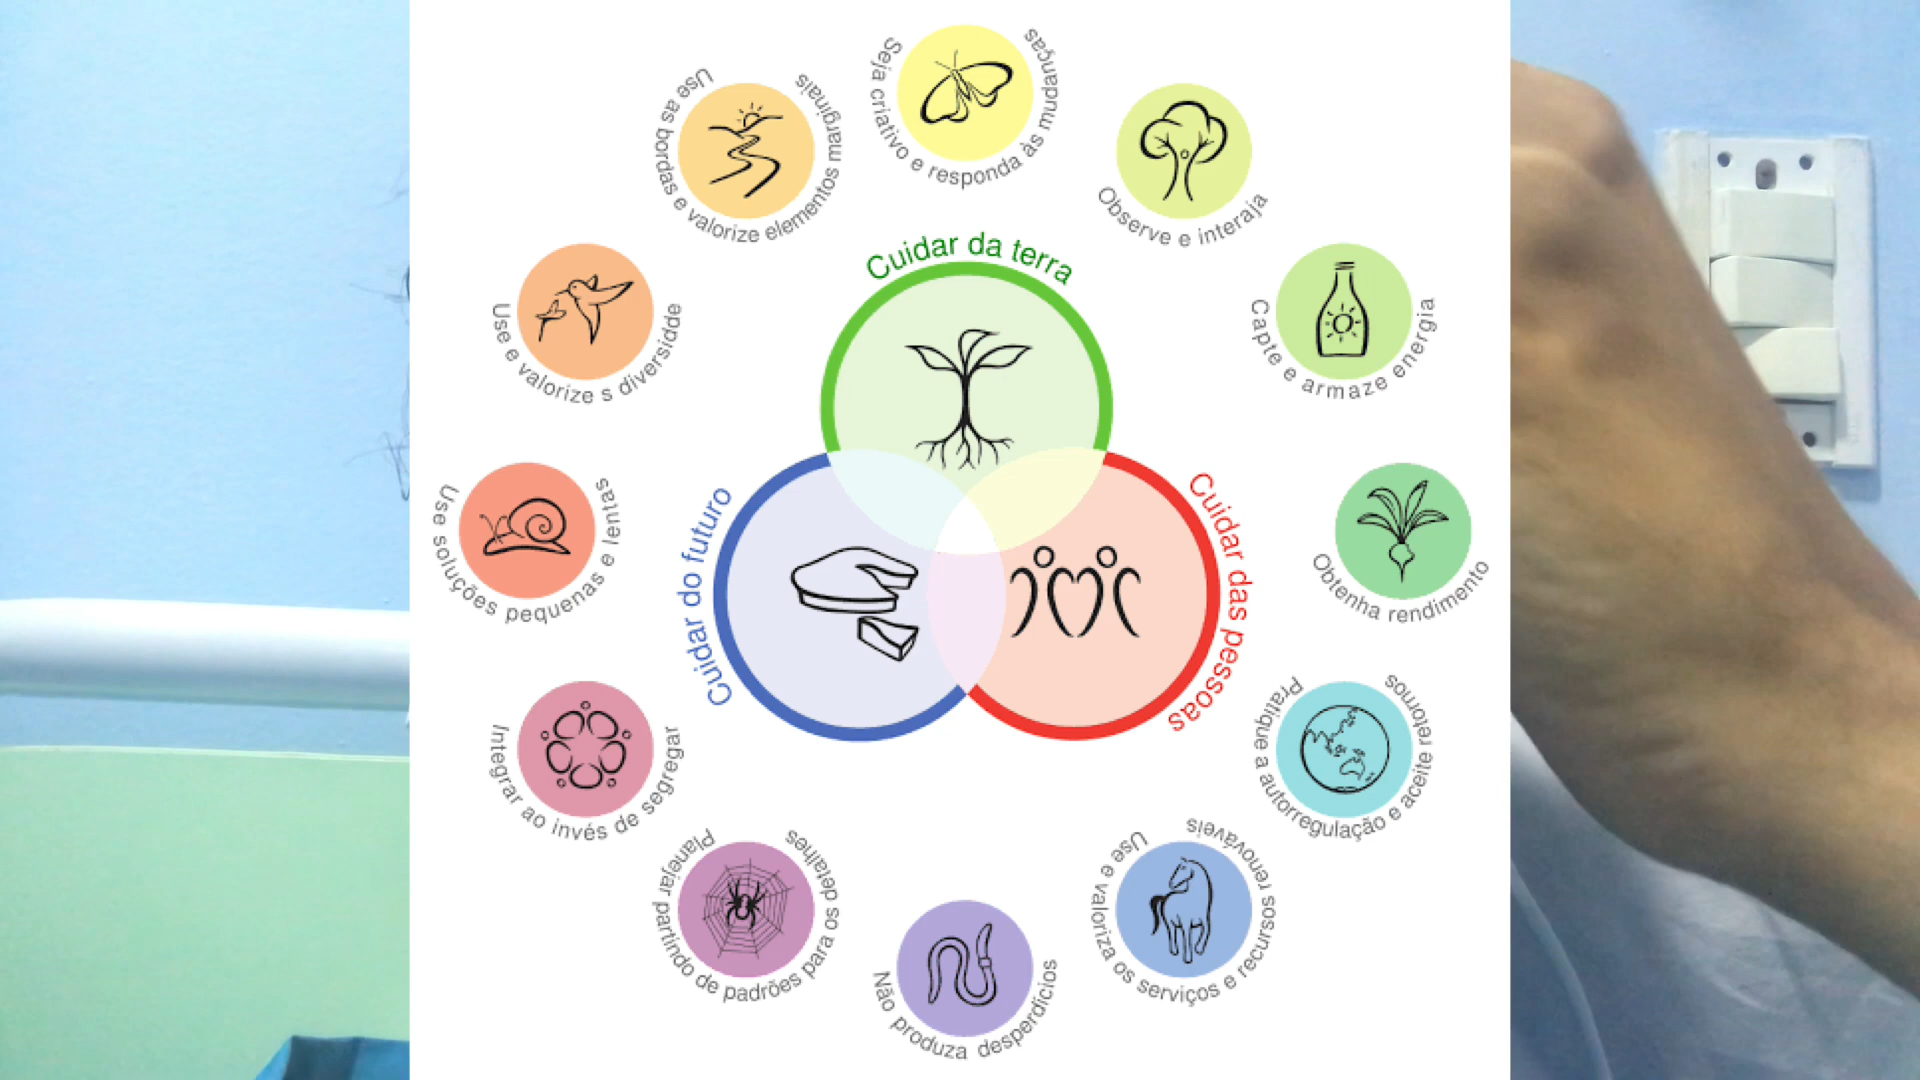 Seja criativo e responda às mudanças
Observe e interaja
Capte e armaze energia
Obtenha rendimento
Pratique a autorregulação e aceite retornos
Use e valoriza os serviços e recursos renováveis
Não produza desperdícios
Planejar partindo de padrões para os detalhes
Integrar ao invés de segregar
Use soluções pequenas e lentas
Use e valorize s diversidde
Use as bordas e valorize elementos marginais
Cuidar da terra
Cuidar das pessoas
Cuidar do futuro